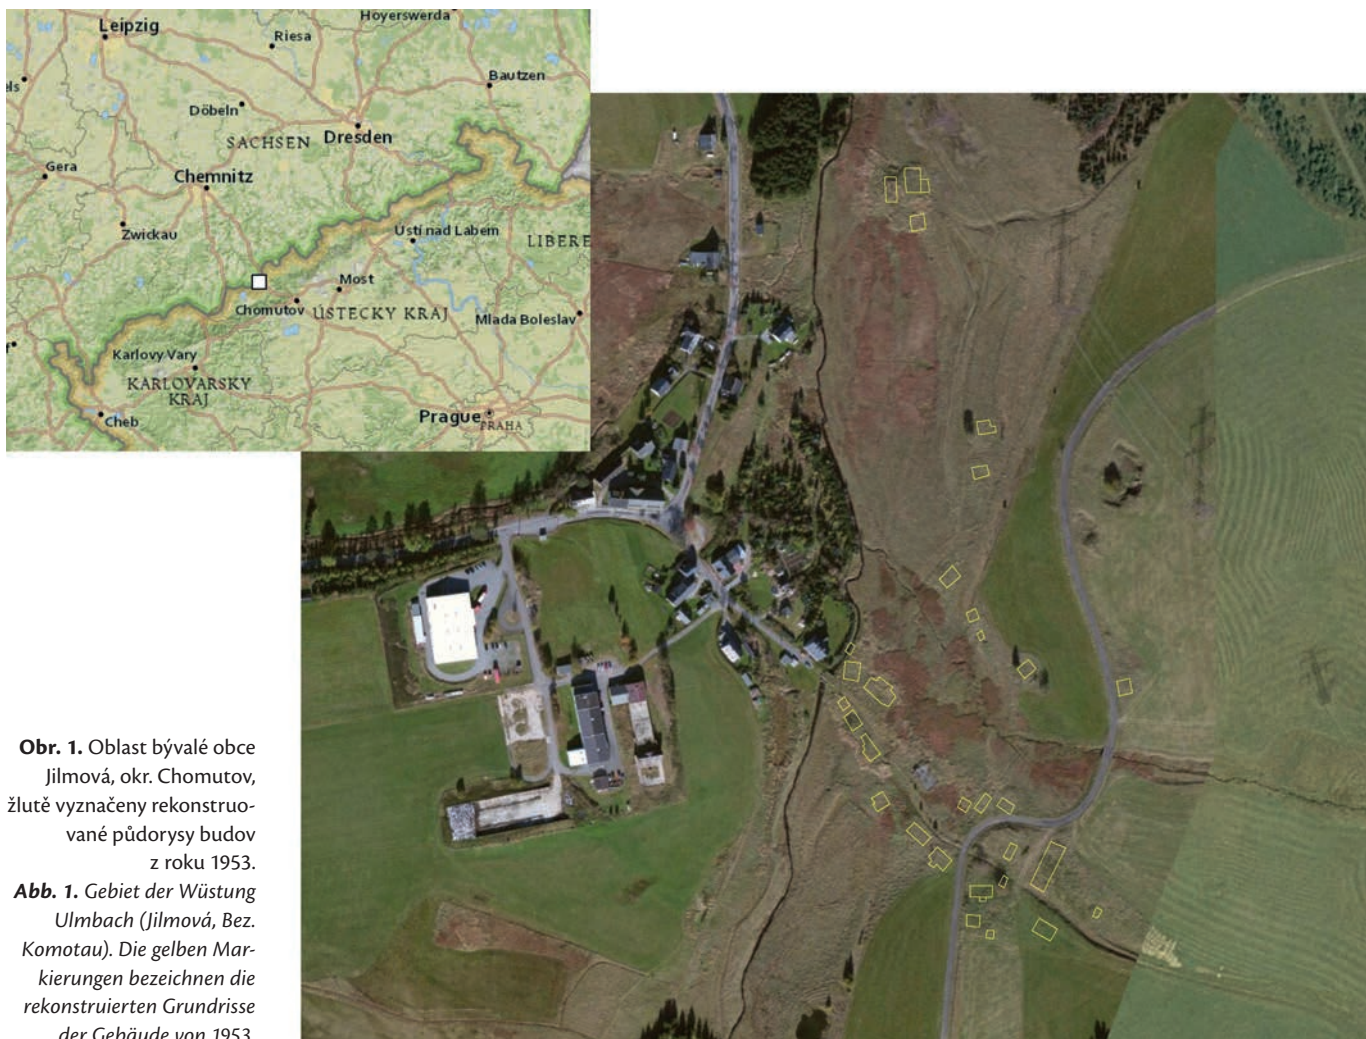 Hoyerswerda
Leipzig
Riesa
Bautzen
Döbeln
SACHSEN
Dresden
Gera
Chemnitz
Zwickau
Ústí nad Labem
LIBERE
Most
Chomutov
ÚSTECKÝ KRAJ
Mlada Boleslav
Karlovy Vary
KARLOVARSKY
KRAJ
Cheb
Prague
PRAHA
Obr. 1. Oblast bývalé obce
Jilmová, okr. Chomutov,
žlutě vyznačeny rekonstruo-
vané půdorysy budov
z roku 1953.
Abb. 1. Gebiet der Wüstung
Ulmbach (Jilmová, Bez.
Komotau). Die gelben Mar-
kierungen bezeichnen die
rekonstruierten Grundrisse
der Gebäude von 1953.